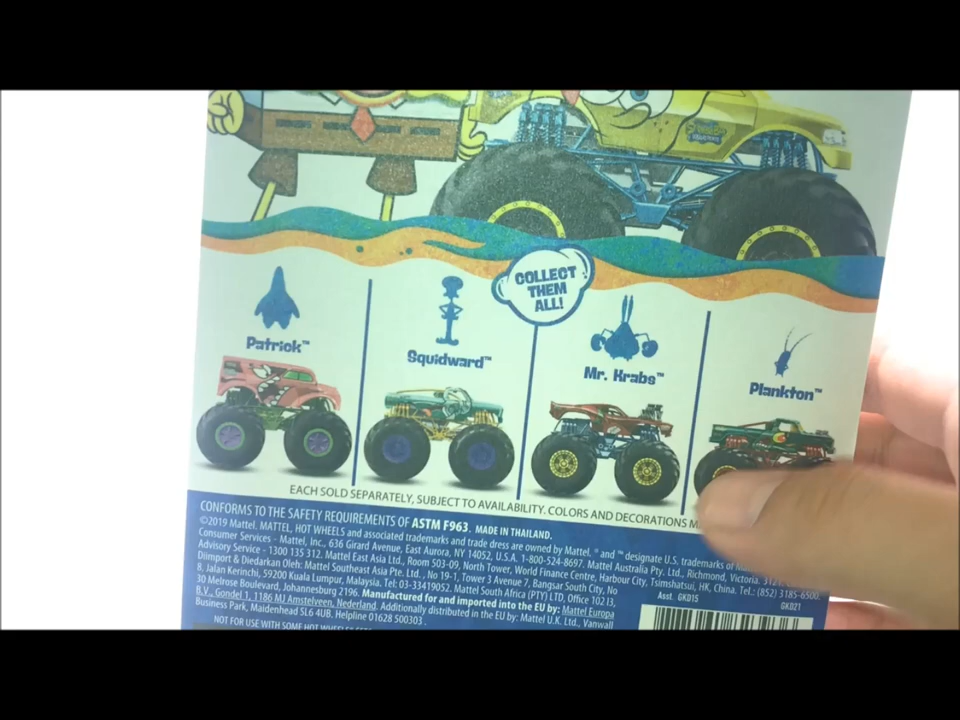 COLLECT
THEM
ALL!
Patrick™
Squidward™
Mr. Krabs™
Plankton™
EACH SOLD SEPARATELY, SUBJECT TO AVAILABILITY. COLORS AND DECORATIONS M
CONFORMS TO THE SAFETY REQUIREMENTS OF ASTM F963. MADE IN THAILAND.
©2019 Mattel. MATTEL, HOT WHEELS and associated trademarks and trade dress are owned by Mattel. ® and ™ designate U.S. trademarks of
Consumer Services - Mattel, Inc., 636 Girard Avenue, East Aurora, NY 14052, U.S.A. 1-800-524-8697. Mattel Australia Pty. Ltd., Richmond, Victoria. 3121.
Advisory Service - 1300 135 312. Mattel East Asia Ltd., Room 503-09, North Tower, World Finance Centre, Harbour City, Tsimshatsui, HK, China. Tel.: (852) 3185-6500.
Diimport & Diedarkan Oleh: Mattel Southeast Asia Pte. Ltd., No 19-1, Tower 3 Avenue 7, Bangsar South City, No
8, Jalan Kerinchi, 59200 Kuala Lumpur, Malaysia. Tel: 03-33419052. Mattel South Africa (PTY) LTD, Office 102I3,
30 Melrose Boulevard, Johannesburg 2196. Manufactured for and imported into the EU by: Mattel Europa
B.V., Gondel 1, 1186 MJ Amstelveen, Nederland. Additionally distributed in the EU by: Mattel U.K. Ltd., Vanwall
Business Park, Maidenhead SL6 4UB. Helpline 01628 500303.
Asst. GKD15
GKD21
NOT FOR USE WITH SOME HOT WHEELS